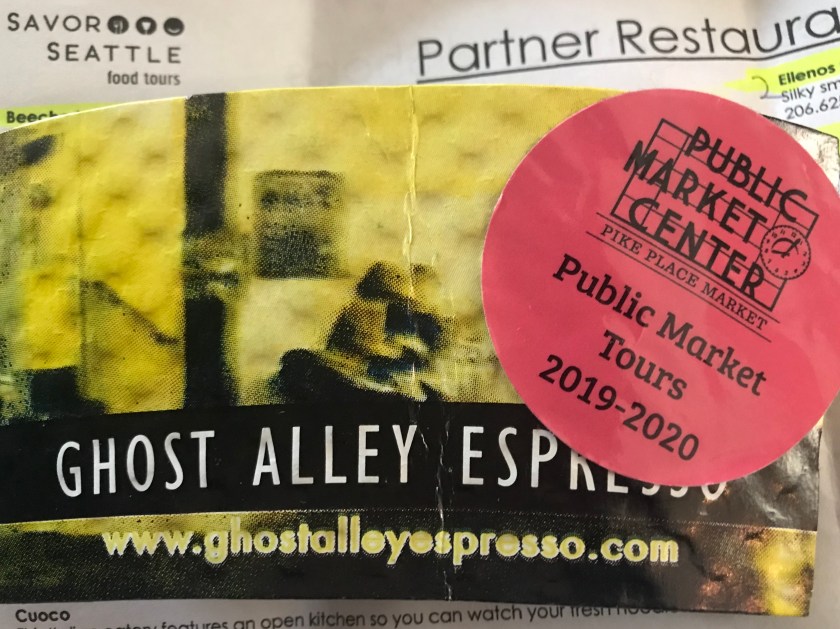 SAVOR
SEATTLE
food tours
Partner Restaura
2
Ellenos
Silky sm
206.62
Beech
PUBLIC
MARKET
CENTER
PIKE PLACE MARKET
Public Market
Tours
2019-2020
GHOST ALLEY ESPRESSO
www.ghostalleyespresso.com
Cuoco
eatery features an open kitchen so you can watch your fresh